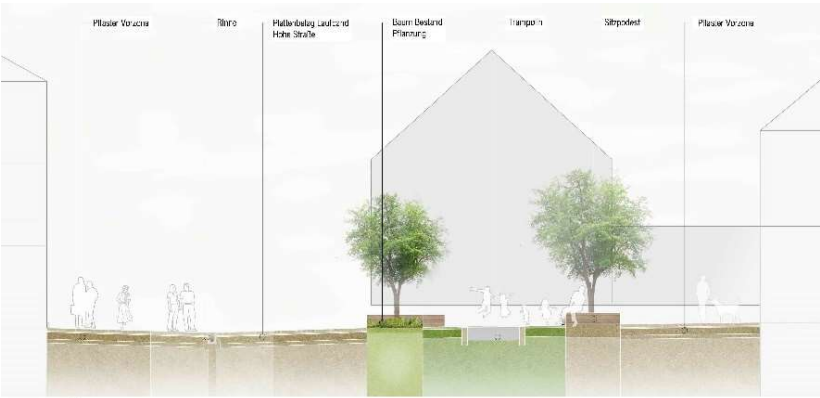 Pflaster Vorzone
Rinne
Plattenbelag Laufband
Hohe Straße
Baum Bestand
Pflanzung
Trampolin
Sitzpodest
Pflaster Vorzone